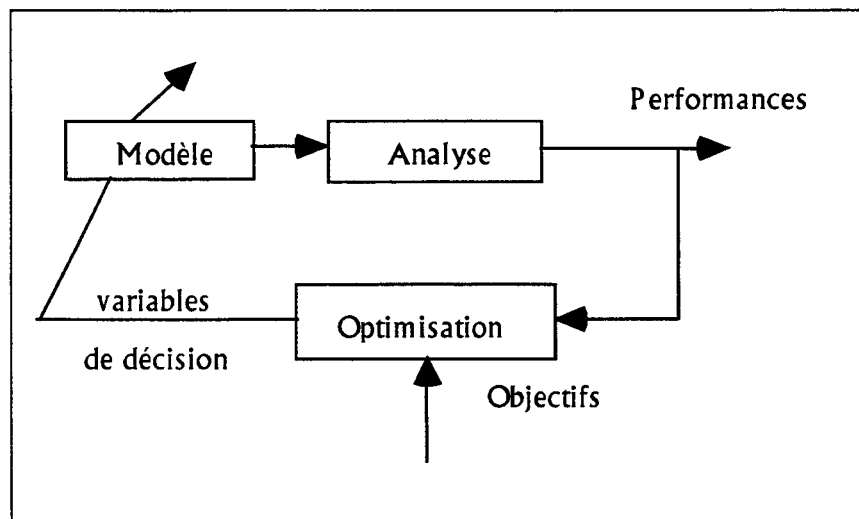 Performances
Modèle
Analyse
variables
de décision
Optimisation
Objectifs